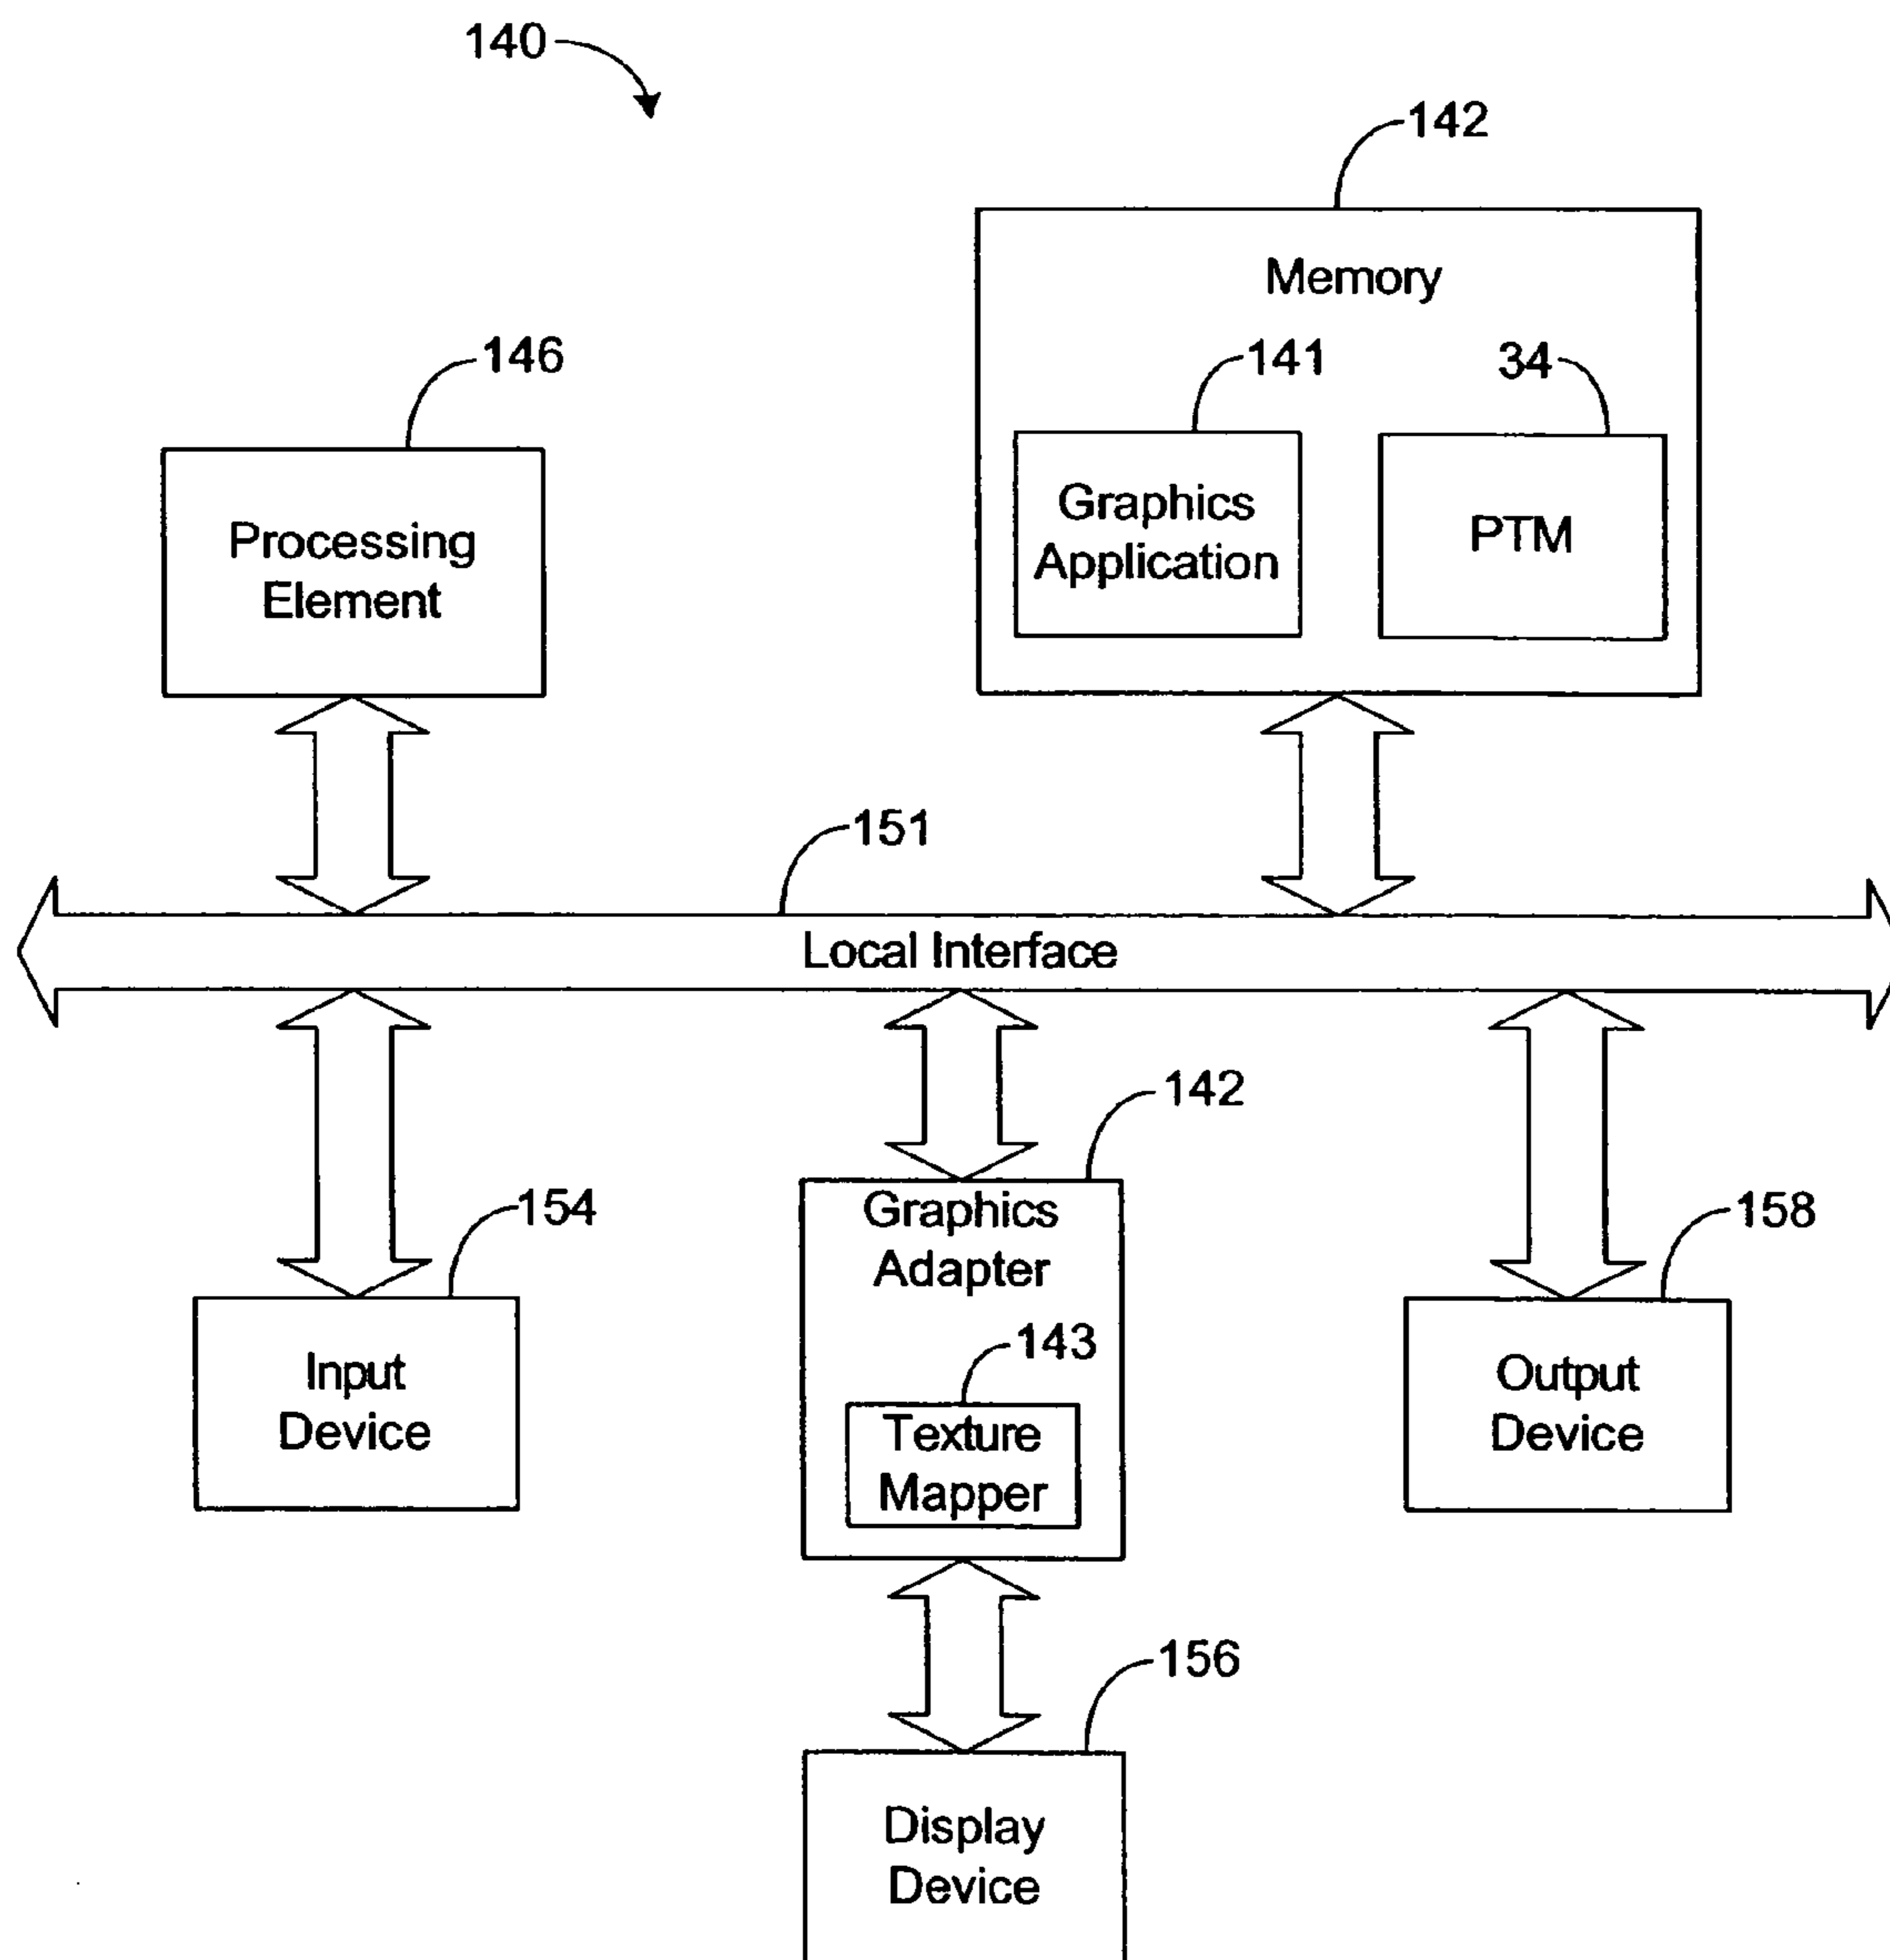 140
142
Memory
146
141
34
Processing
Element
Graphics
Application
PTM
151
Local Interface
142
154
158
Graphics
Adapter
143
Input
Device
Texture
Mapper
Output
Device
156
Display
Device